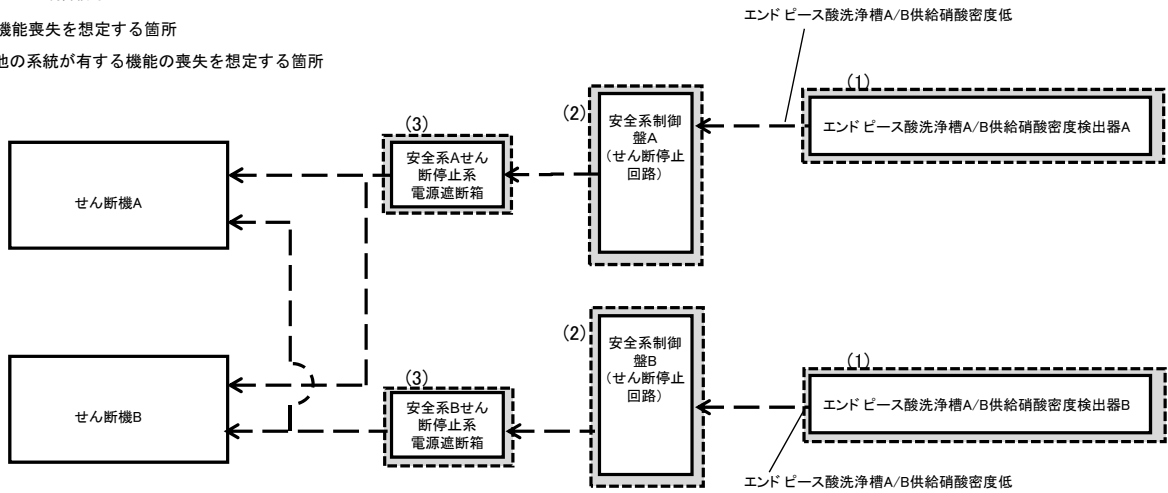 機能喪失を想定する箇所
他の系統が有する機能の喪失を想定する箇所
エンドピース酸洗浄槽A/B供給硝酸密度低
(1)
エンドピース酸洗浄槽A/B供給硝酸密度検出器A
(2)
安全系制御
盤A
(せん断停止
回路)
(3)
安全系Aせん
断停止系
電源遮断箱
せん断機A
(1)
エンドピース酸洗浄槽A/B供給硝酸密度検出器B
(2)
安全系制御
盤B
(せん断停止
回路)
(3)
安全系Bせん
断停止系
電源遮断箱
せん断機B
エンドピース酸洗浄槽A/B供給硝酸密度低